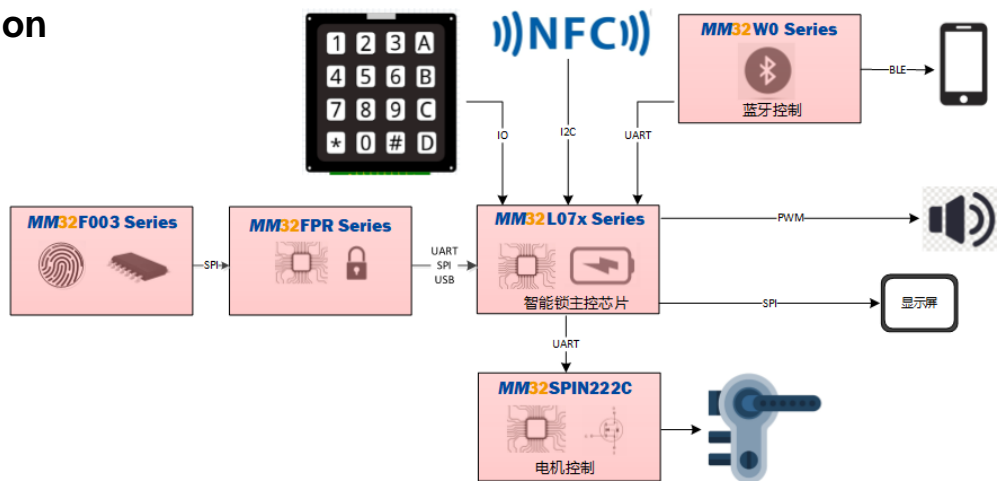 on
1 2 3 A
4 5 6 B
7 8 9 C
* 0 # D
NFC
MM32W0 Series
蓝牙控制
BLE
IO
I2C
UART
MM32F003 Series
SPI
MM32FPR Series
UART
SPI
USB
MM32L07x Series
智能锁主控芯片
PWM
SPI
显示屏
UART
MM32SPIN222C
电机控制